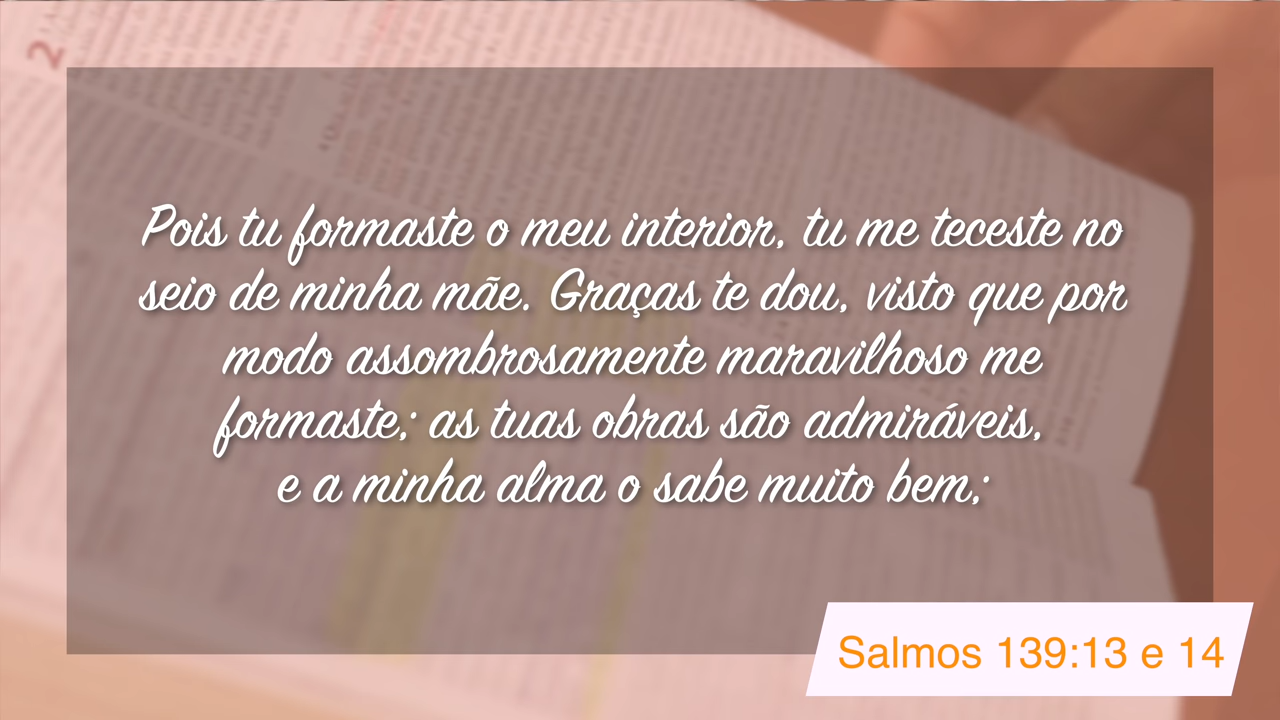 Pois tu formaste o meu interior, tu me teceste no
seio de minha mãe. Graças te dou, visto que por
modo assombrosamente maravilhoso me
formaste; as tuas obras são admiráveis,
e a minha alma o sabe muito bem;
Salmos 139:13 e 14